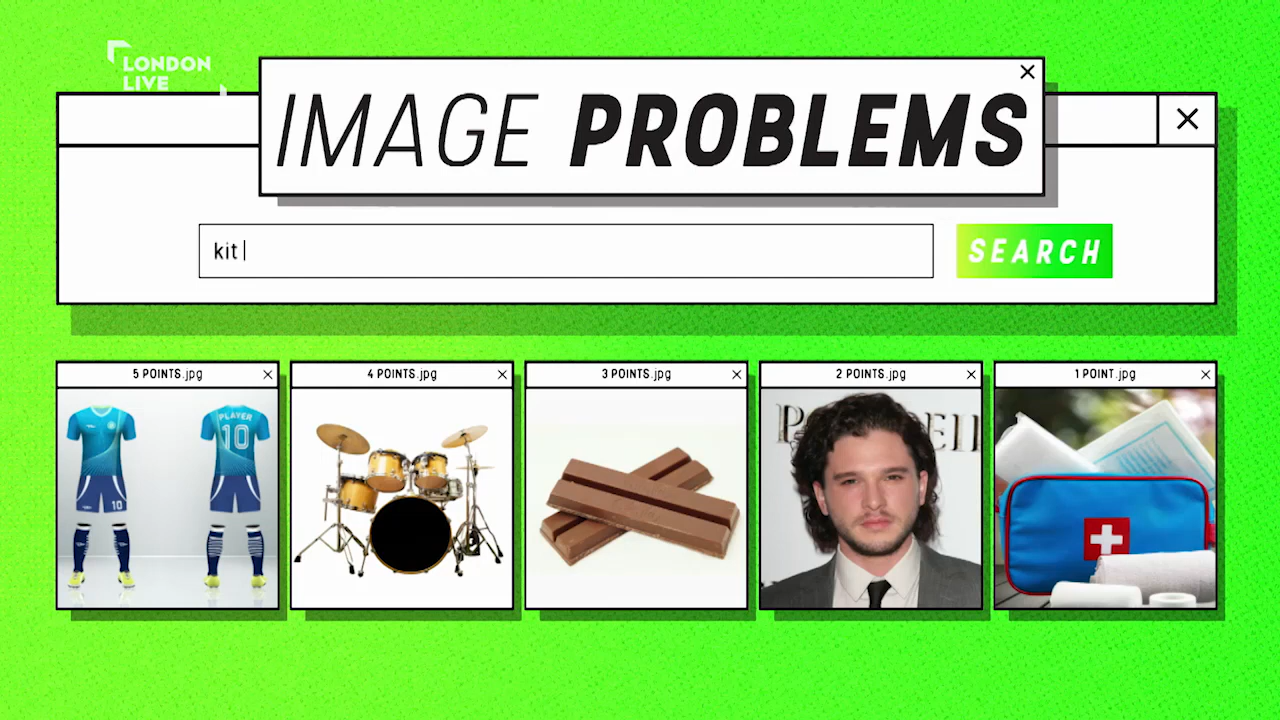 LONDON
LIVE
IMAGE PROBLEMS
kit
SEARCH
5 POINTS.jpg
4 POINTS.jpg
3 POINTS.jpg
2 POINTS.jpg
1 POINT.jpg
PLAYER
10
10